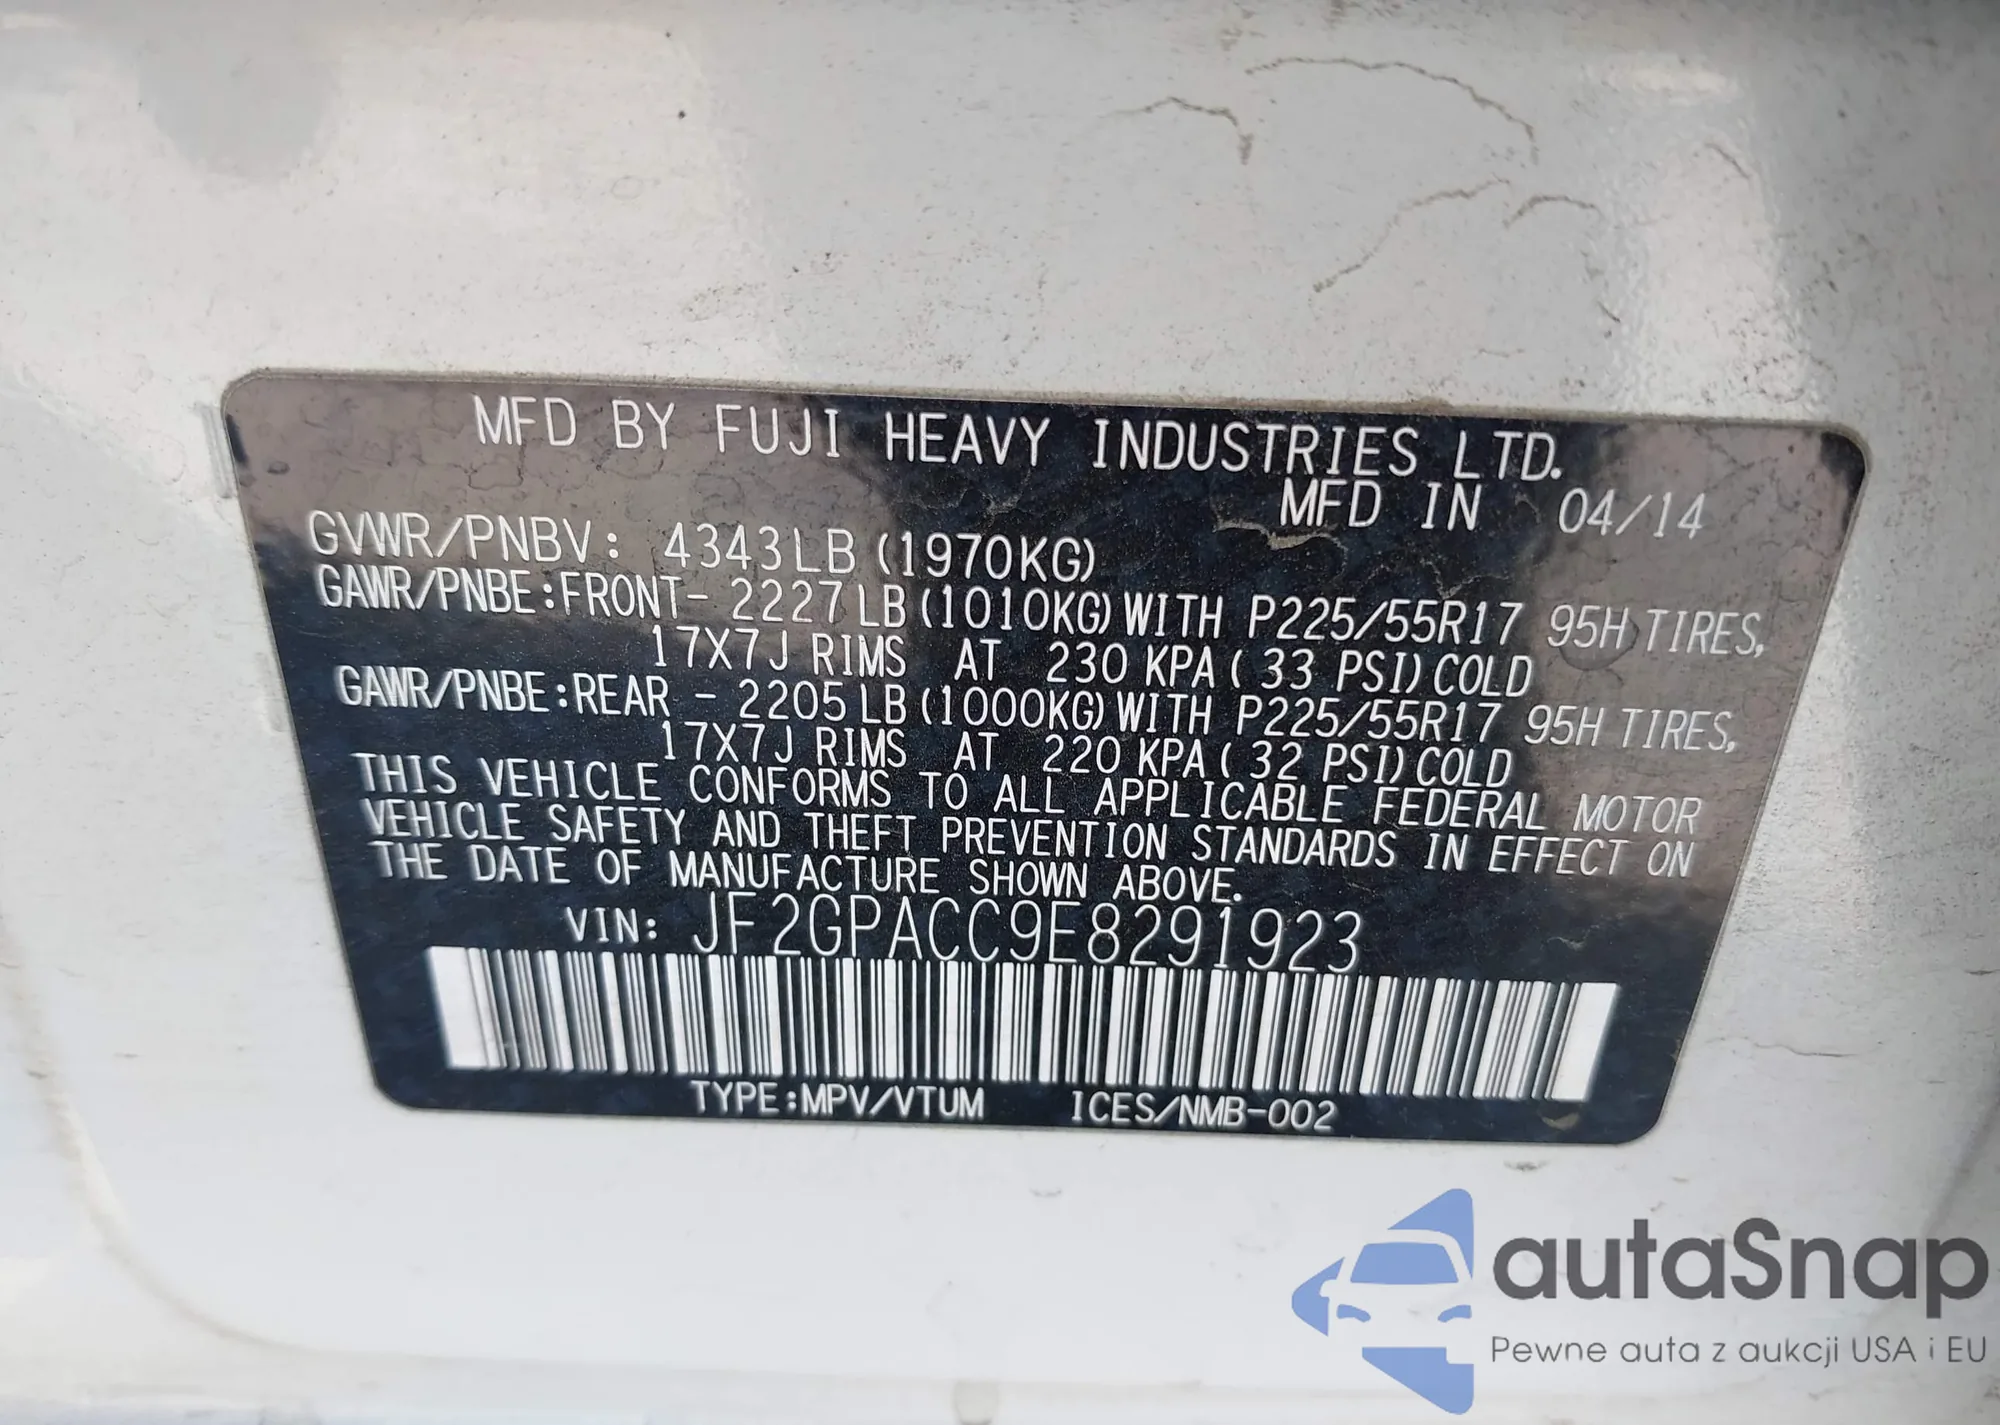 MFD BY FUJI HEAVY INDUSTRIES LTD.
MFD IN 04/14
GVWR/PNBV: 4343LB (1970KG)
GAWR/PNBE:FRONT- 2227LB (1010KG) WITH P225/55R17 95H TIRES,
17X7J RIMS AT 230 KPA ( 33 PSI) COLD
GAWR/PNBE:REAR - 2205LB (1000KG) WITH P225/55R17 95H TIRES,
17X7J RIMS AT 220 KPA ( 32 PSI) COLD
THIS VEHICLE CONFORMS TO ALL APPLICABLE FEDERAL MOTOR
VEHICLE SAFETY AND THEFT PREVENTION STANDARDS IN EFFECT ON
THE DATE OF MANUFACTURE SHOWN ABOVE.
VIN: JF2GPACC9E8291923
TYPE:MPV/VTUM ICES/NMB-002
autaSnap
Pewne auta z aukcji USA i EU